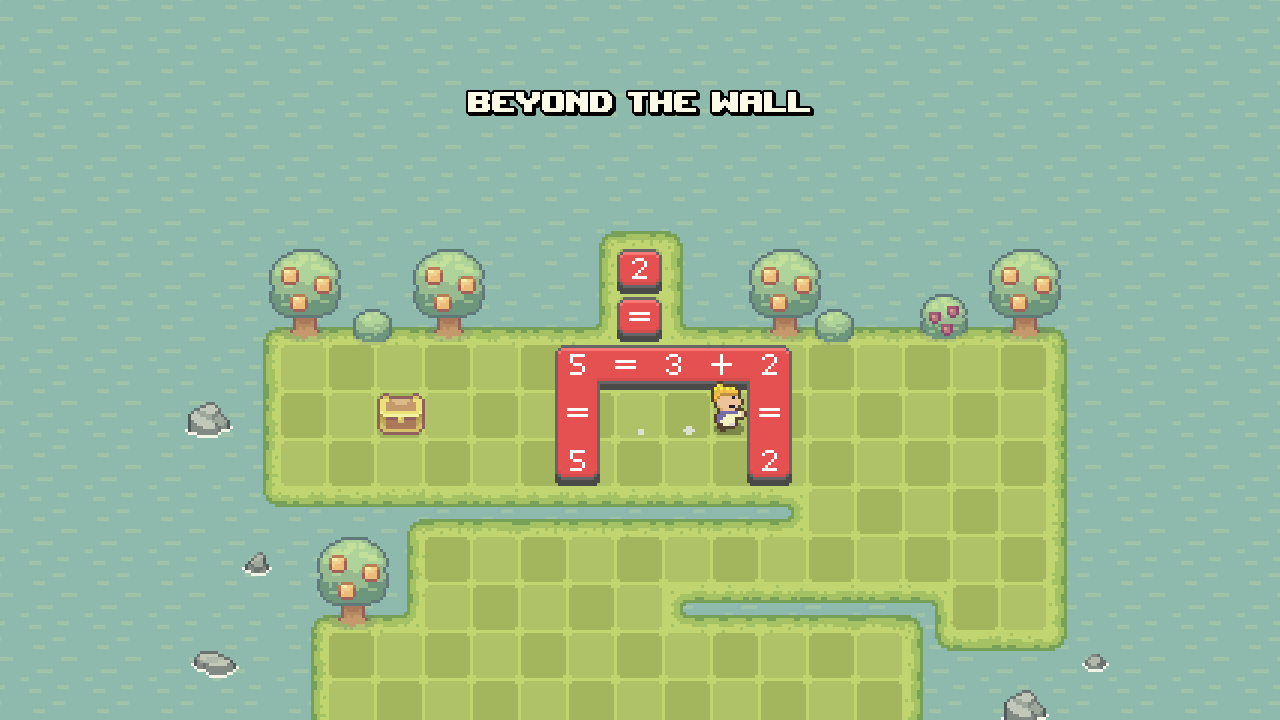 BEYOND THE WALL
2
=
5 = 3 + 2
= =
5 2